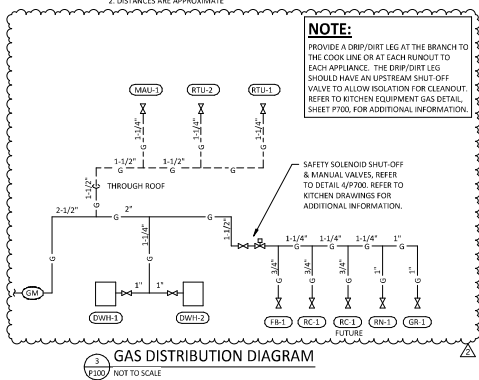 2. DISTANCES ARE APPROXIMATE
NOTE:
PROVIDE A DRIP/DIRT LEG AT THE BRANCH TO
THE COOK LINE OR AT EACH RUNOUT TO
EACH APPLIANCE. THE DRIP/DIRT LEG
SHOULD HAVE AN UPSTREAM SHUT-OFF
VALVE TO ALLOW ISOLATION FOR CLEANOUT.
REFER TO KITCHEN EQUIPMENT GAS DETAIL,
SHEET P700, FOR ADDITIONAL INFORMATION.
MAU-1 RTU-2 RTU-1
1-1/4" 1-1/4" 1-1/4"
G G G
1-1/2" 1-1/2"
G G
1-1/2"
G
THROUGH ROOF
SAFETY SOLENOID SHUT-OFF
& MANUAL VALVES, REFER
TO DETAIL 4/P700. REFER TO
KITCHEN DRAWINGS FOR
ADDITIONAL INFORMATION.
2-1/2" 2"
G G
1-1/4" 1-1/2"
G G
1-1/4" 1-1/4" 1-1/4" 1"
G G G G
3/4" 3/4" 3/4" 1" 1"
G G G G G
GM
1" 1"
DWH-1 DWH-2
FB-1 RC-1 RC-1 RN-1 GR-1
FUTURE
2
3
P100
GAS DISTRIBUTION DIAGRAM
NOT TO SCALE